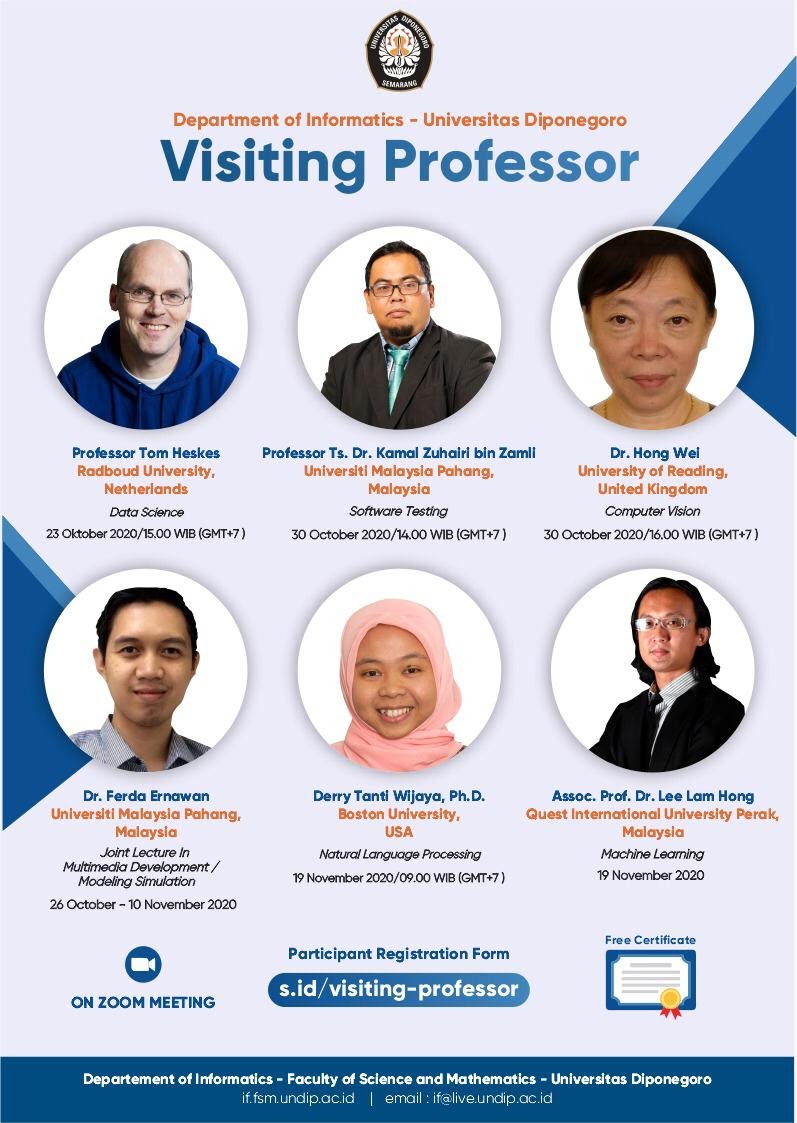 UNIVERSITAS DIPONEGORO
SEMARANG
Department of Informatics - Universitas Diponegoro
Visiting Professor
Professor Tom Heskes
Radboud University,
Netherlands
Data Science
23 Oktober 2020/15.00 WIB (GMT+7 )
Professor Ts. Dr. Kamal Zuhairi bin Zamli
Universiti Malaysia Pahang,
Malaysia
Software Testing
30 October 2020/14.00 WIB (GMT+7 )
Dr. Hong Wei
University of Reading,
United Kingdom
Computer Vision
30 October 2020/16.00 WIB (GMT+7 )
Dr. Ferda Ernawan
Universiti Malaysia Pahang,
Malaysia
Joint Lecture In
Multimedia Development /
Modeling Simulation
26 October - 10 November 2020
Derry Tanti Wijaya, Ph.D.
Boston University,
USA
Natural Language Processing
19 November 2020/09.00 WIB (GMT+7 )
Assoc. Prof. Dr. Lee Lam Hong
Quest International University Perak,
Malaysia
Machine Learning
19 November 2020
ON ZOOM MEETING
Participant Registration Form
s.id/visiting-professor
Free Certificate
Departement of Informatics - Faculty of Science and Mathematics - Universitas Diponegoro
if.fsm.undip.ac.id | email : if@live.undip.ac.id